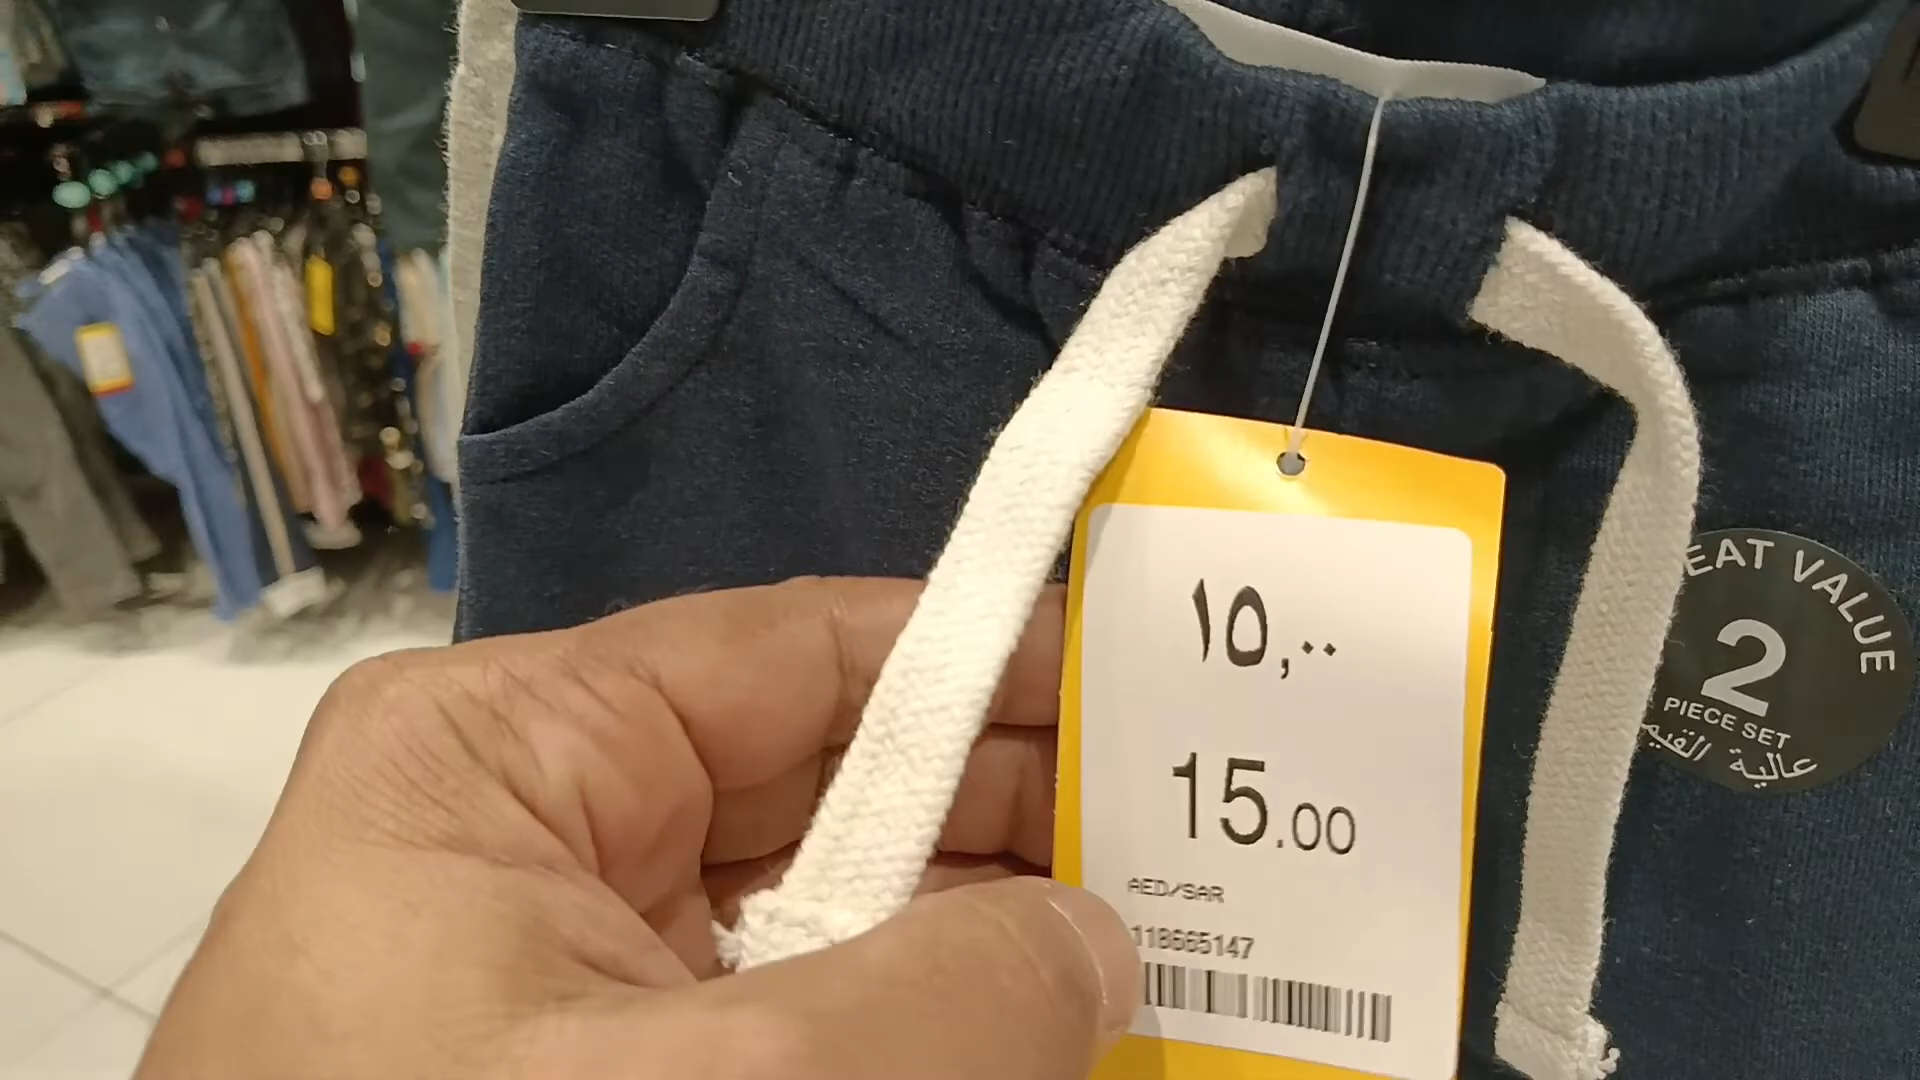 ١٥,٠٠
15.00
AED/SAR
118665147
EAT VALUE
2
PIECE SET
عالية القيم